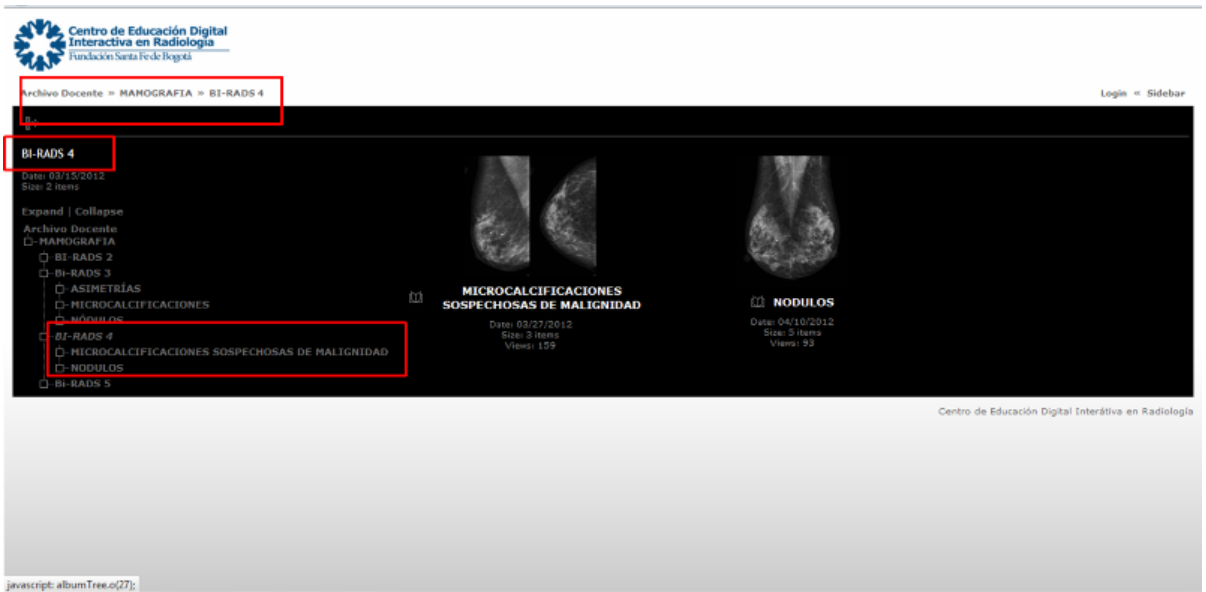 Centro de Educación Digital
Interactiva en Radiología
Fundación Santa Fe de Bogotá
Archivo Docente » MAMOGRAFIA » BI-RADS 4
Login « Sidebar
BI-RADS 4
Date: 03/15/2012
Size: 2 items
Expand | Collapse
Archivo Docente
MAMOGRAFIA
BI-RADS 2
Bi-RADS 3
ASIMETRÍAS
MICROCALCIFICACIONES
NÓDULOS
BI-RADS 4
MICROCALCIFICACIONES SOSPECHOSAS DE MALIGNIDAD
NODULOS
Bi-RADS 5
MICROCALCIFICACIONES
SOSPECHOSAS DE MALIGNIDAD
Date: 03/27/2012
Size: 3 items
Views: 159
NODULOS
Date: 04/10/2012
Size: 5 items
Views: 93
Centro de Educación Digital Interátiva en Radiología
javascript: albumTree.o(27);